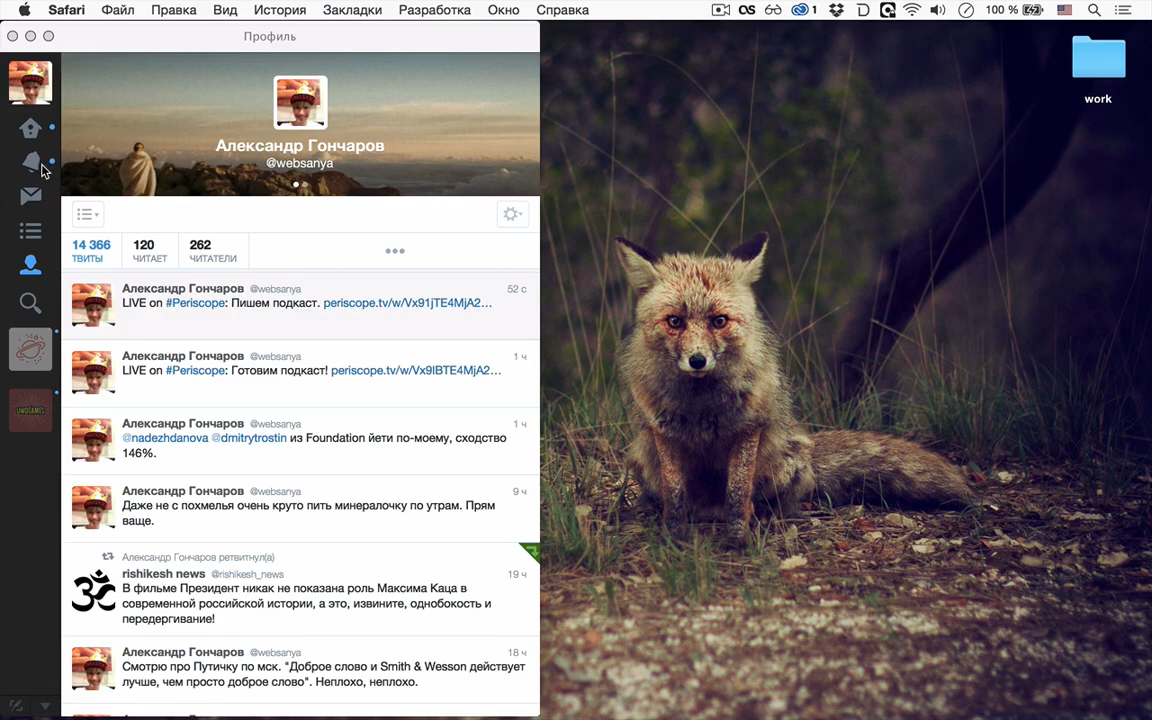 Safari Файл Правка Вид История Закладки Разработка Окно Справка 1 100 %
Профиль
work
Александр Гончаров
@websanya
14 366 120 262
ТВИТЫ ЧИТАЕТ ЧИТАТЕЛИ
Александр Гончаров @websanya 52 с
LIVE on #Periscope: Пишем подкаст. periscope.tv/w/Vx91jTE4MjA2…
Александр Гончаров @websanya 1 ч
LIVE on #Periscope: Готовим подкаст! periscope.tv/w/Vx9lBTE4MjA2…
UWOGAMES
Александр Гончаров @websanya 1 ч
@nadezhdanova @dmitrytrostin из Foundation йети по-моему, сходство
146%.
Александр Гончаров @websanya 9 ч
Даже не с похмелья очень круто пить минералочку по утрам. Прям
ваще.
Александр Гончаров ретвитнул(а)
rishikesh news @rishikesh_news 19 ч
В фильме Президент никак не показана роль Максима Каца в
современной российской истории, а это, извините, однобокость и
передергивание!
Александр Гончаров @websanya 18 ч
Смотрю про Путичку по мск. "Доброе слово и Smith & Wesson действует
лучше, чем просто доброе слово". Неплохо, неплохо.